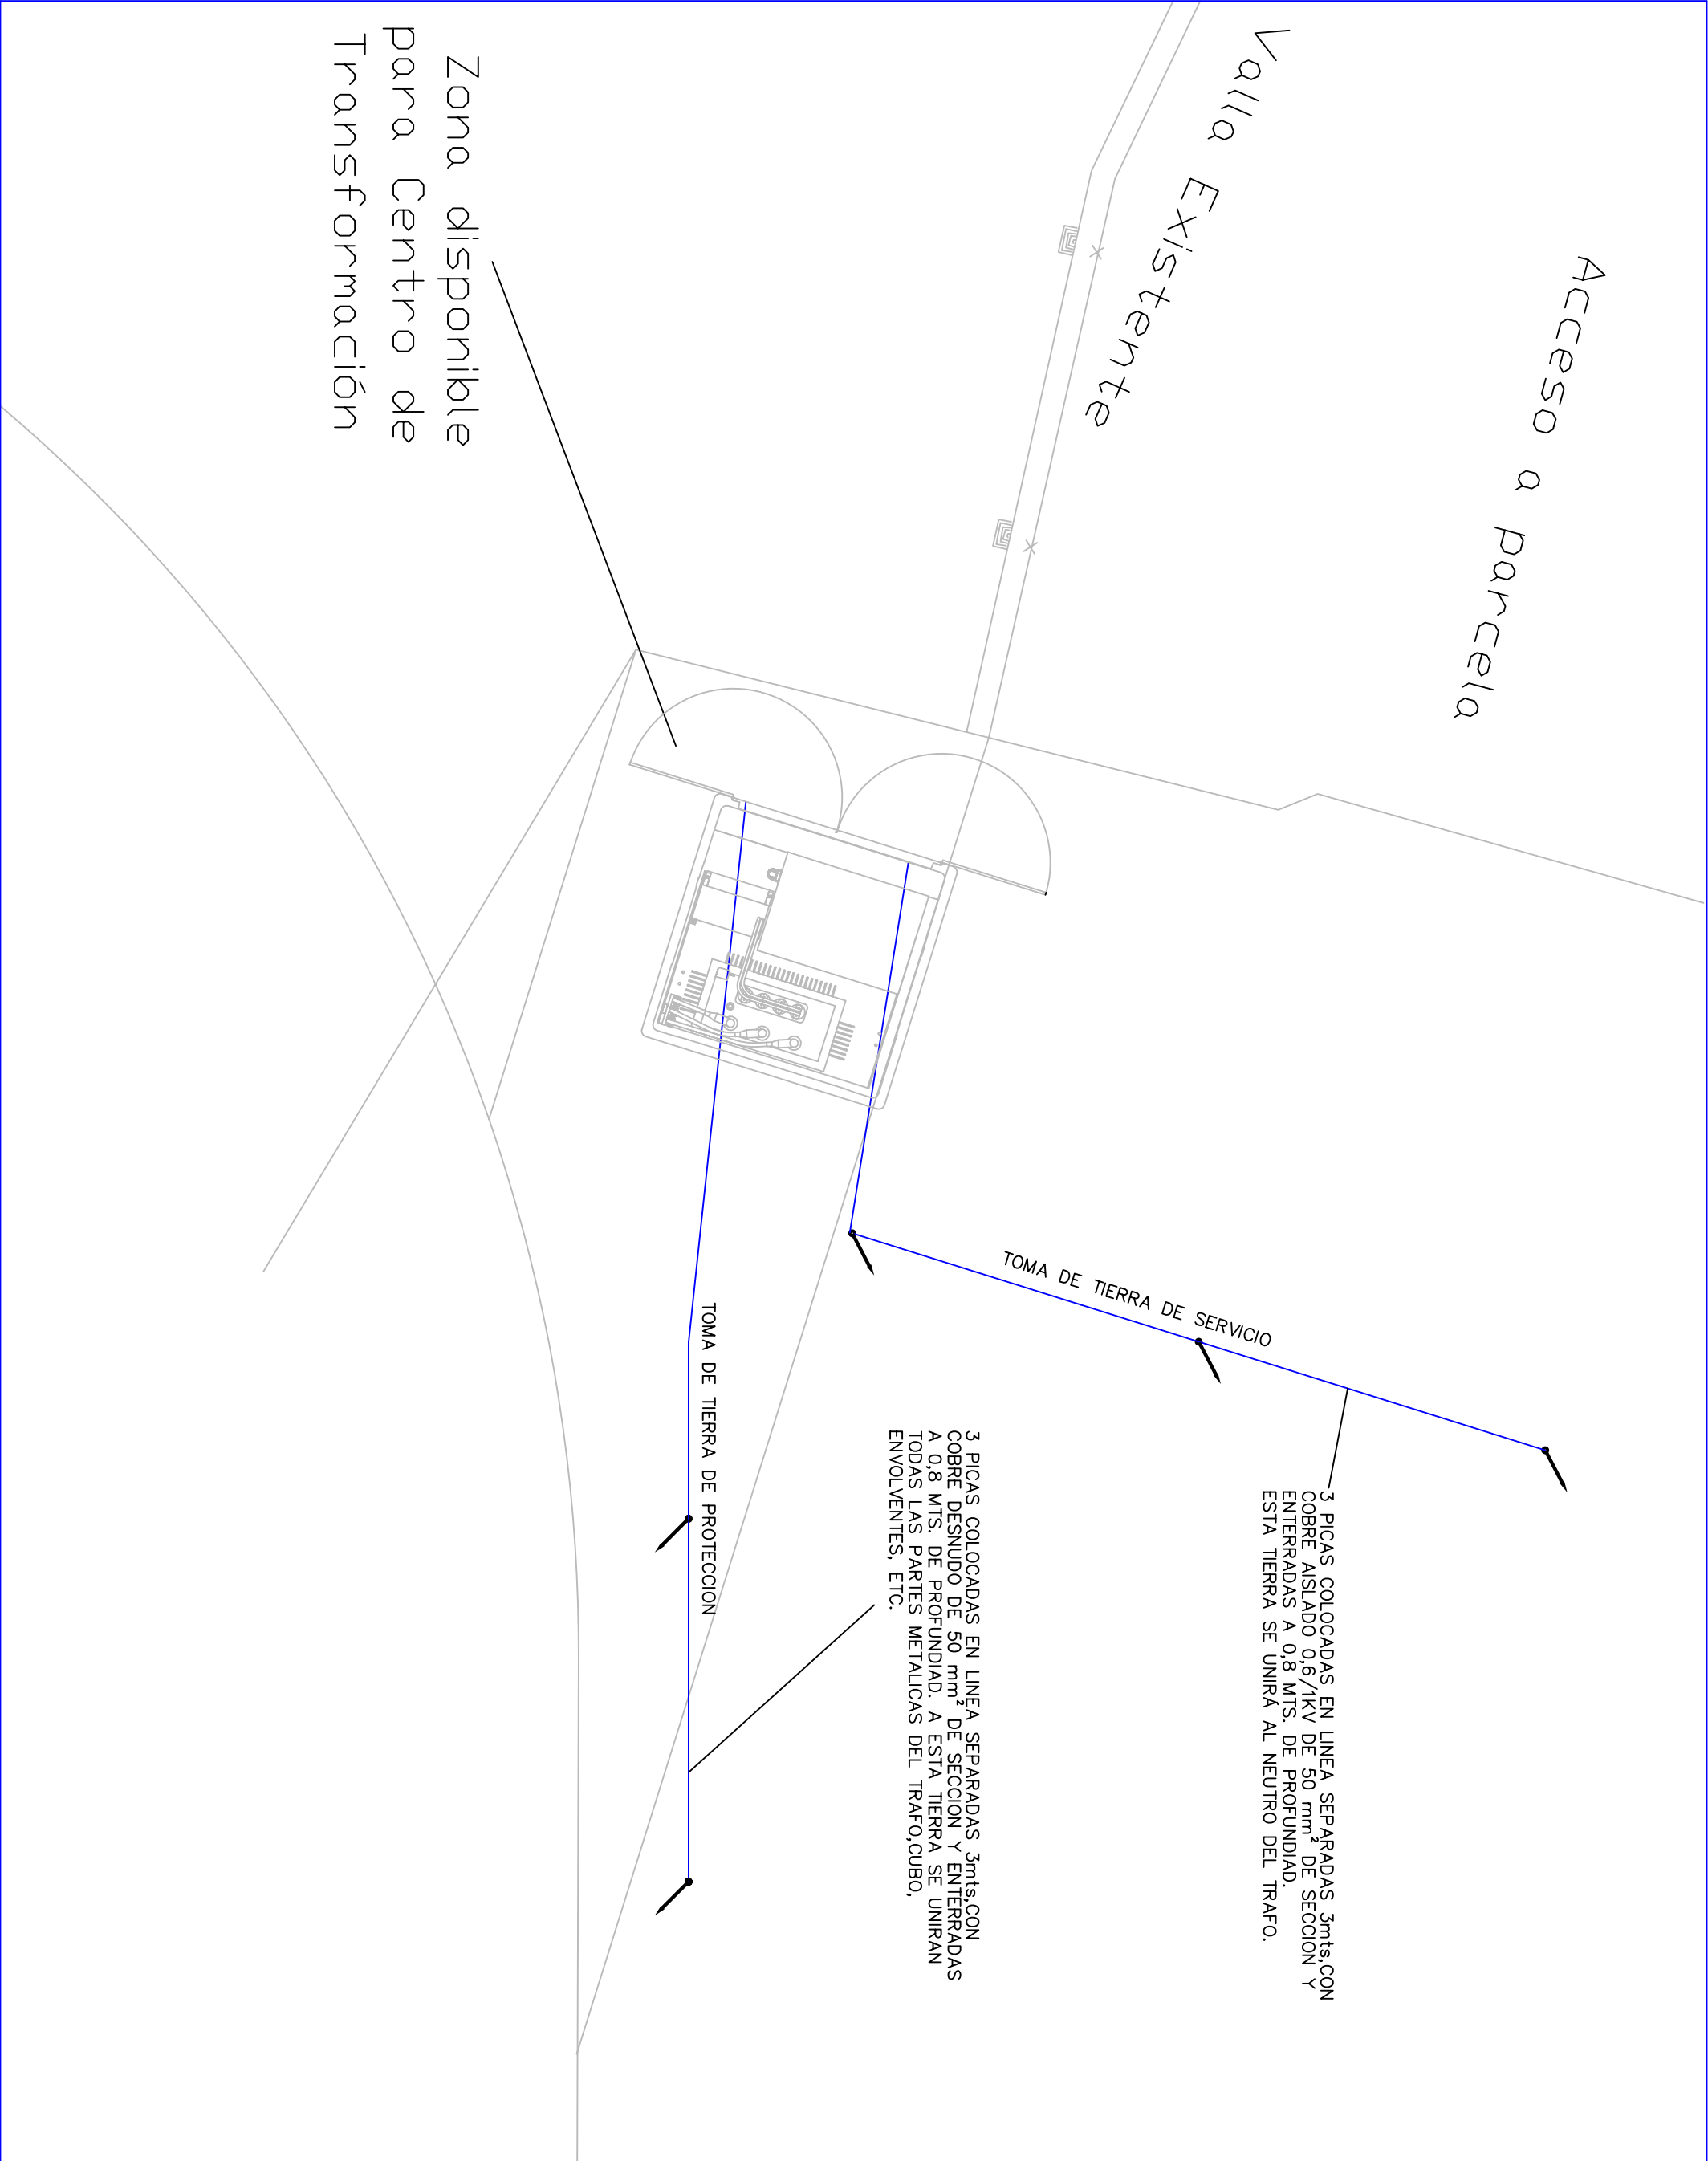 Acceso a parcela
Valla Existente
Zona disponible
para Centro de
Transformación
TOMA DE TIERRA DE SERVICIO
3 PICAS COLOCADAS EN LINEA SEPARADAS 3mts,CON
COBRE AISLADO 0,6/1KV DE 50 mm² DE SECCION Y
ENTERRADAS A 0,8 MTS. DE PROFUNDIAD.
ESTA TIERRA SE UNIRÁ AL NEUTRO DEL TRAFO.
3 PICAS COLOCADAS EN LINEA SEPARADAS 3mts,CON
COBRE DESNUDO DE 50 mm² DE SECCION Y ENTERRADAS
A 0,8 MTS. DE PROFUNDIAD. A ESTA TIERRA SE UNIRAN
TODAS LAS PARTES METALICAS DEL TRAFO,CUBO,
ENVOLVENTES, ETC.
TOMA DE TIERRA DE PROTECCION